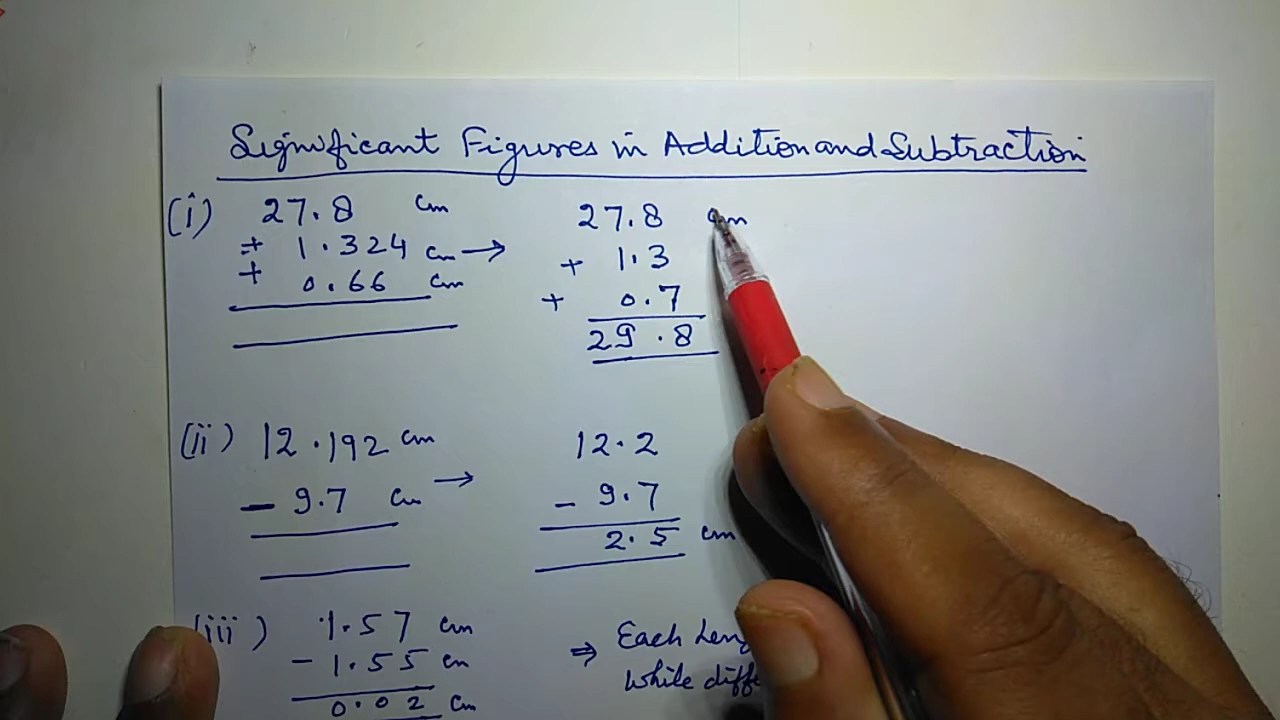 Significant Figures in Addition and Subtraction
(i) 27.8 cm
+ 1.324 cm →
+ 0.66 cm
27.8 cm
+ 1.3
+ 0.7
29.8
(ii) 12.192 cm
- 9.7 cm →
12.2
- 9.7
2.5 cm
(iii) 1.57 cm
- 1.55 cm
0.02 cm
⇒ Each
while